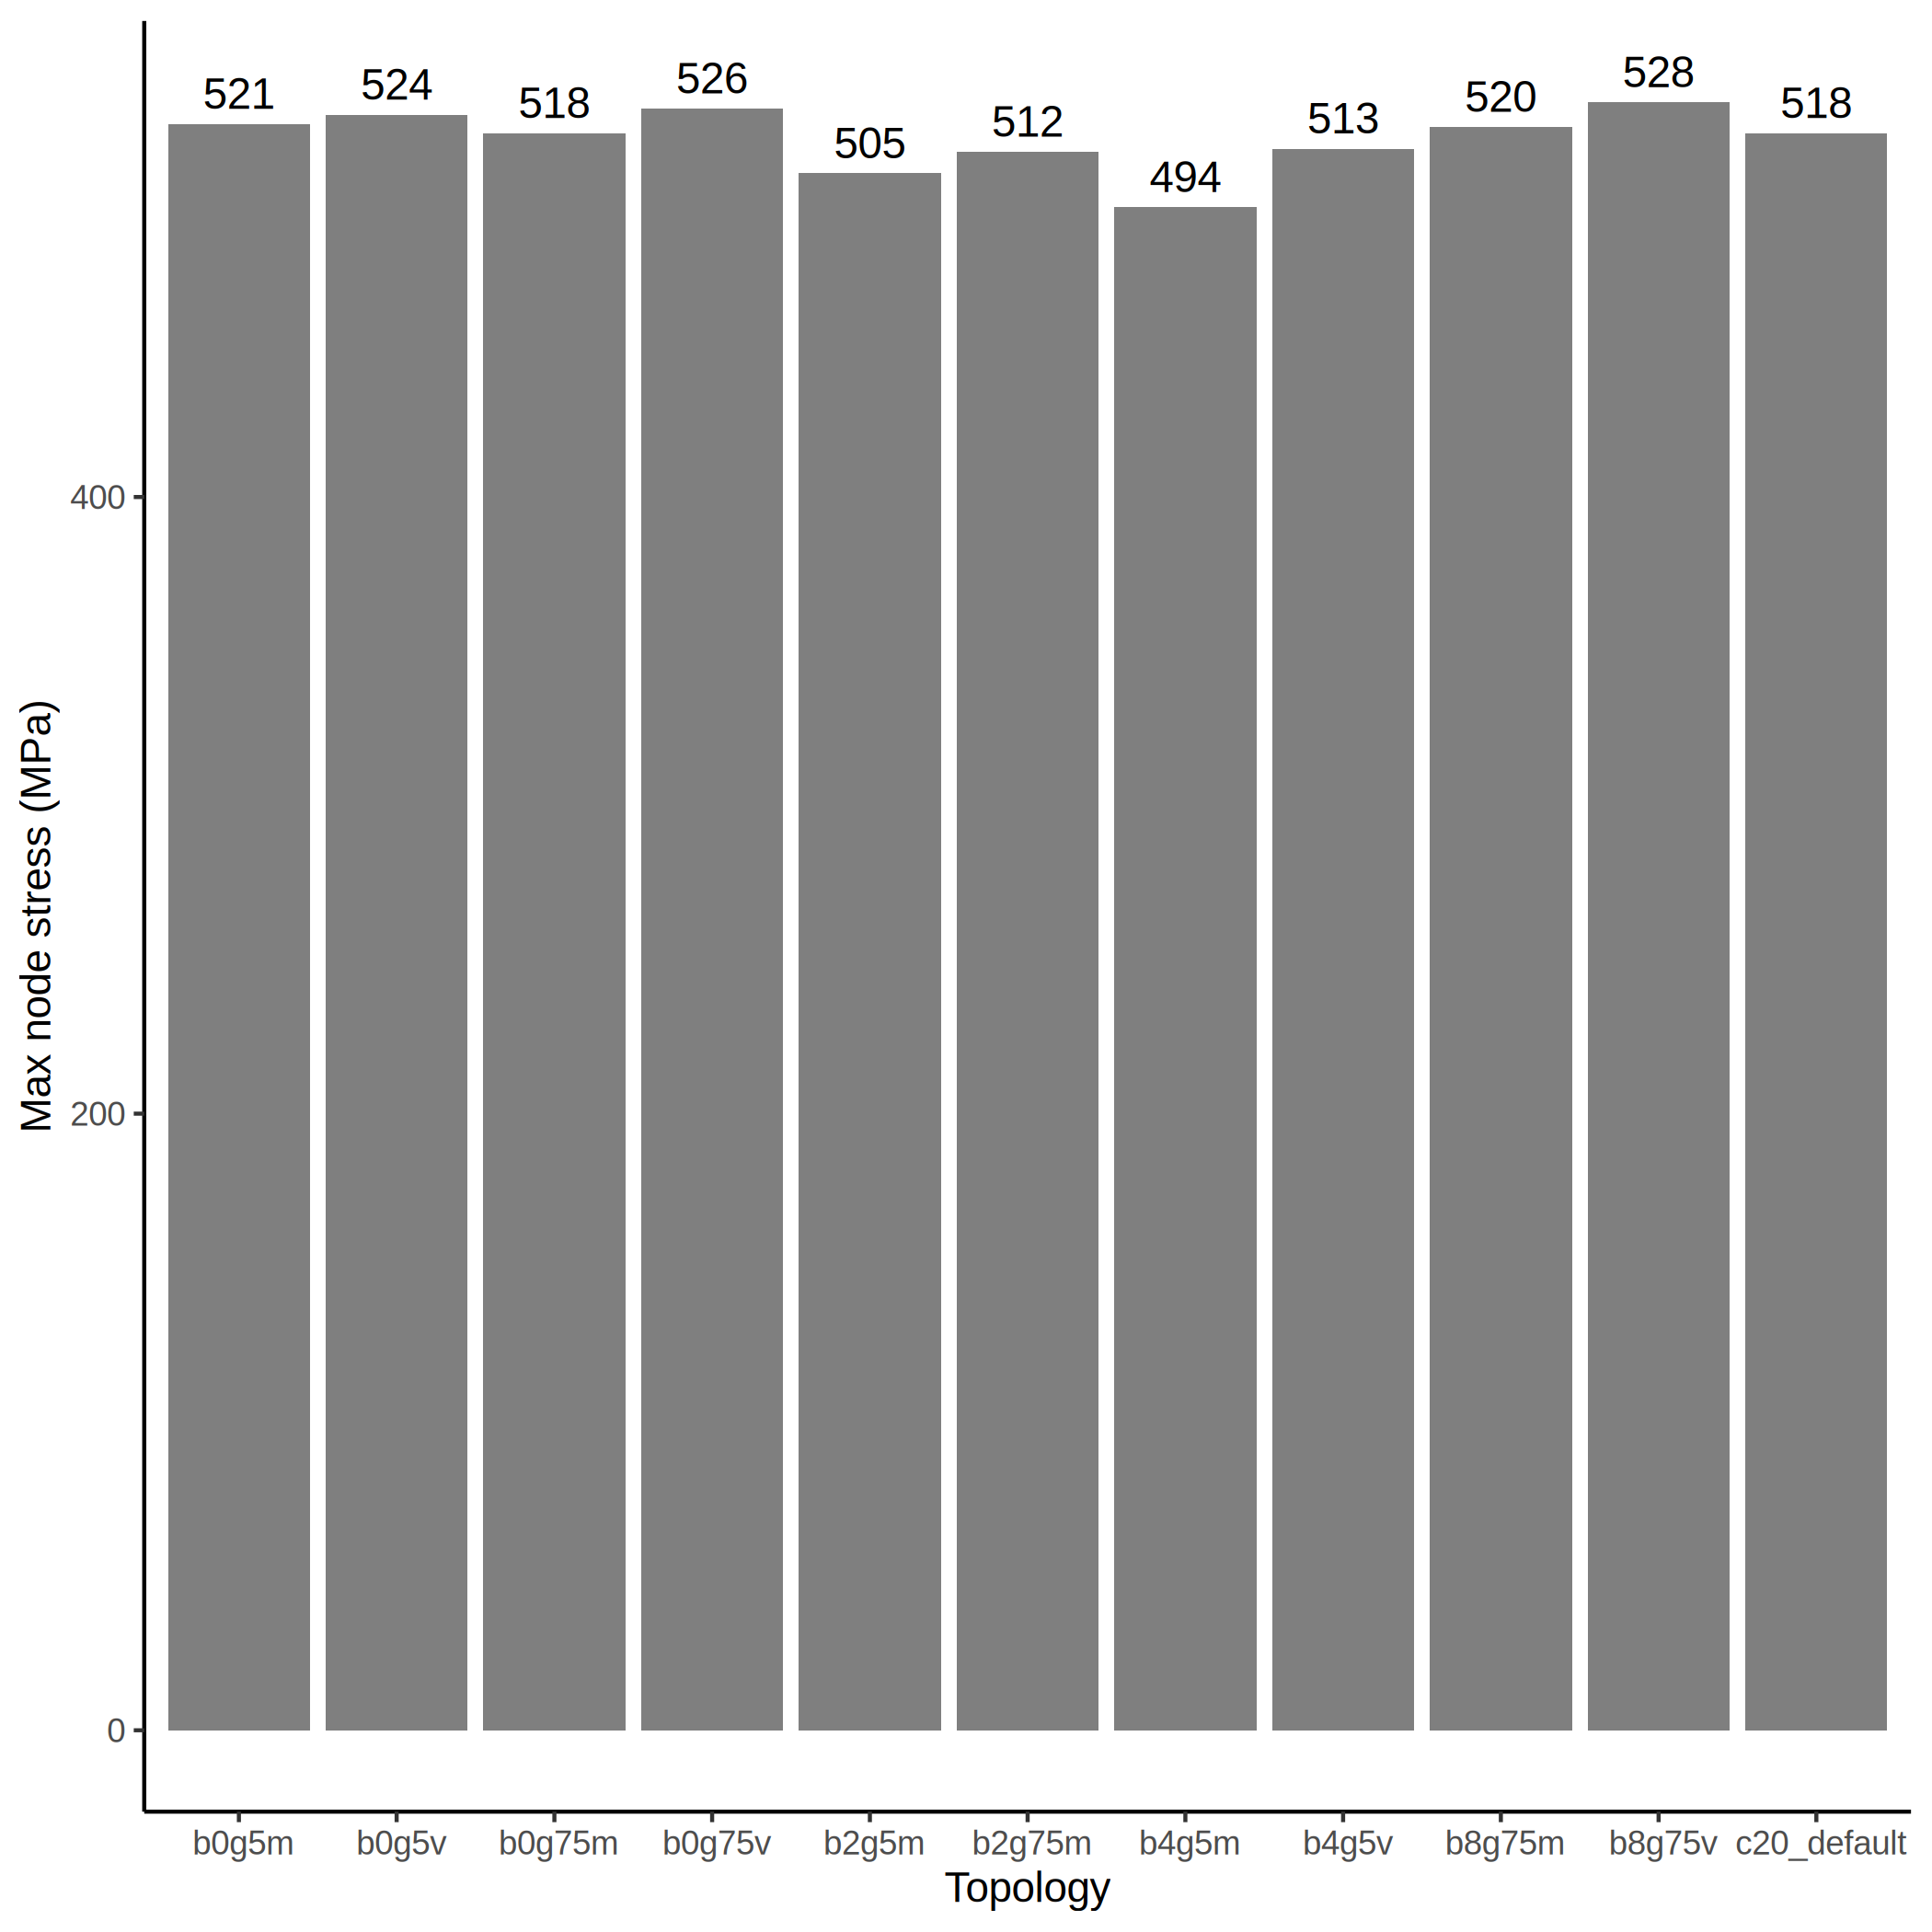 521 524 518 526 505 512 494 513 520 528 518
400
200
0
Max node stress (MPa)
b0g5m b0g5v b0g75m b0g75v b2g5m b2g75m b4g5m b4g5v b8g75m b8g75v c20_default
Topology